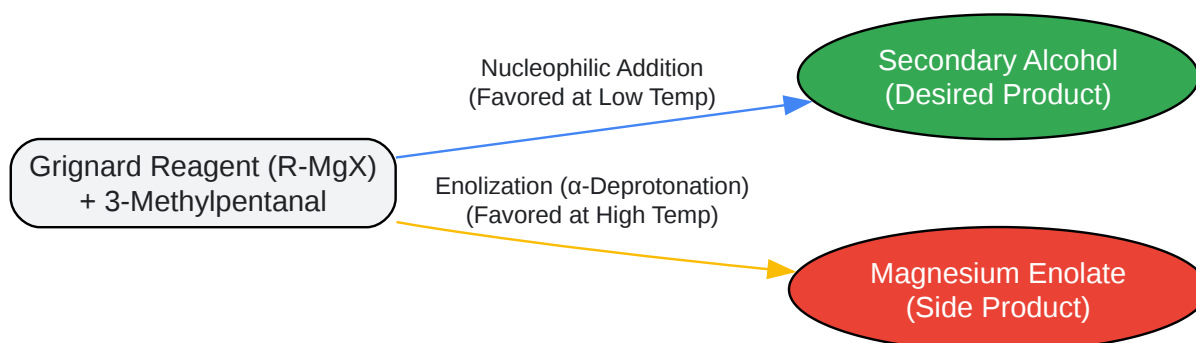 Grignard Reagent (R-MgX)
+ 3-Methylpentanal
Nucleophilic Addition
(Favored at Low Temp)
Secondary Alcohol
(Desired Product)
Enolization (α-Deprotonation)
(Favored at High Temp)
Magnesium Enolate
(Side Product)